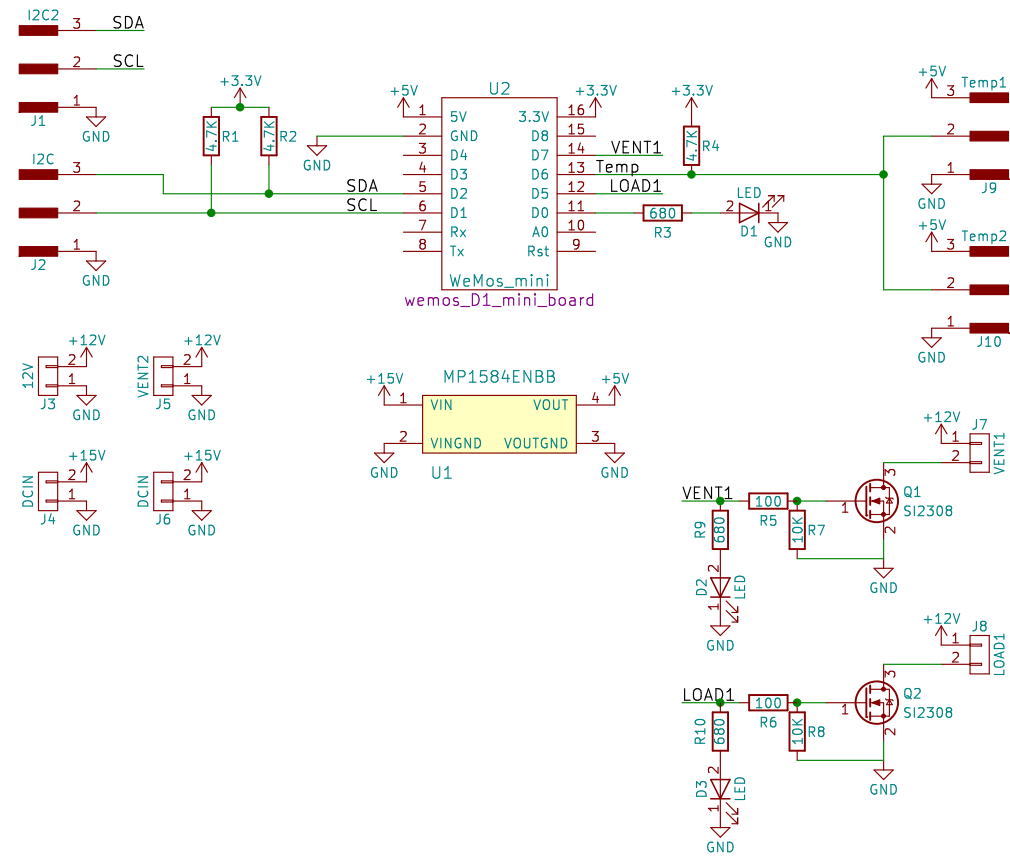 I2C2
3 SDA
2 SCL
1
J1 GND
I2C
3
2
1
J2 GND
+3.3V
4.7K R1
4.7K R2
SDA
SCL
GND
U2
+5V
+3.3V
1 5V 3.3V 16
2 GND D8 15
3 D4 D7 14 VENT1
4 D3 D6 13 Temp
5 D2 D5 12 LOAD1
6 D1 D0 11
7 Rx A0 10
8 Tx Rst 9
WeMos_mini
wemos_D1_mini_board
+3.3V
4.7K R4
680
R3
LED
2 1
D1
GND
+5V Temp1
3
2
1
GND J9
+5V Temp2
3
2
1
GND J10
+12V
12V 2
1
J3 GND
+12V
VENT2 2
1
J5 GND
+15V
DCIN 2
1
J4 GND
+15V
DCIN 2
1
J6 GND
MP1584ENBB
+15V +5V
1 VIN VOUT 4
2 VINGND VOUTGND 3
GND U1 GND
+12V J7
1
2
VENT1
VENT1
100
R5
R9 680
10K R7
3
1
2
Q1
SI2308
GND
D2 2 LED
1
GND
+12V J8
1
2
LOAD1
LOAD1
100
R6
R10 680
10K R8
3
1
2
Q2
SI2308
GND
D3 2 LED
1
GND